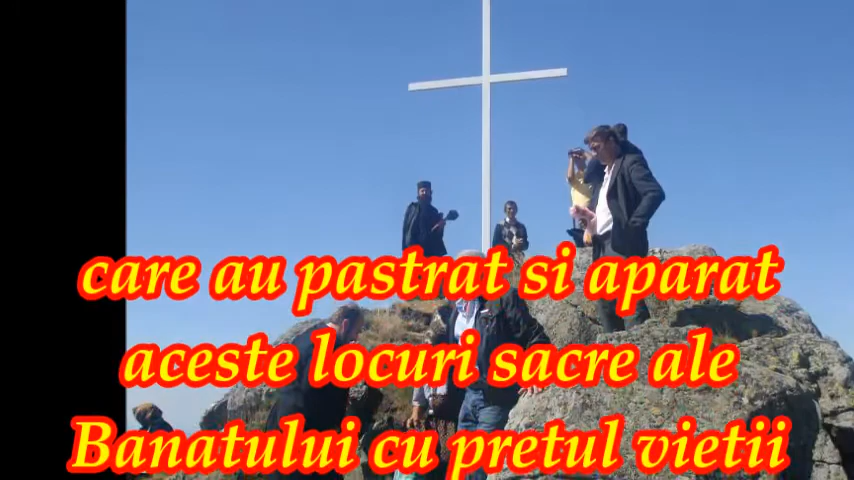 care au pastrat si aparat
aceste locuri sacre ale
Banatului cu pretul vietii